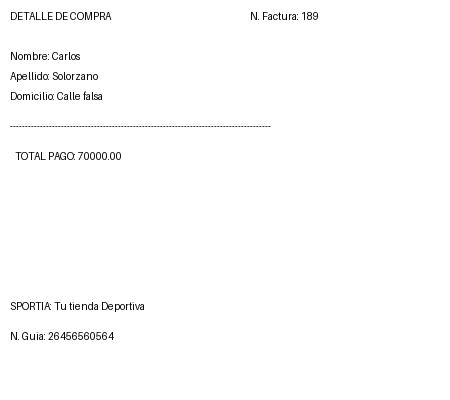 DETALLE DE COMPRA N. Factura: 189
Nombre: Carlos
Apellido: Solorzano
Domicilio: Calle falsa
--------------------------------------------------------------------------------------
TOTAL PAGO: 70000.00
SPORTIA: Tu tienda Deportiva
N. Guia: 26456560564